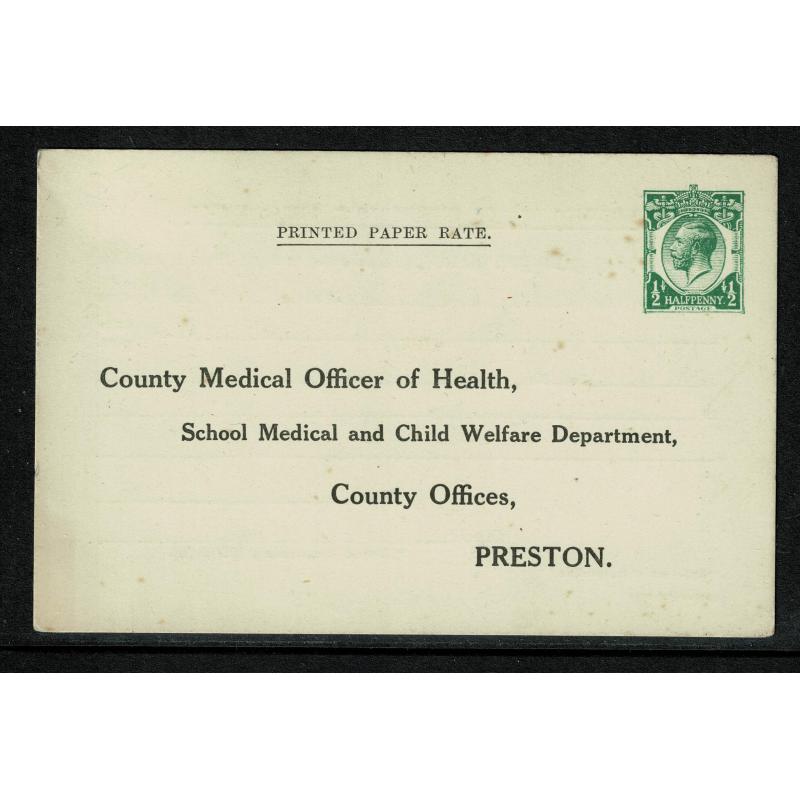 PRINTED PAPER RATE.
½ HALFPENNY. ½
POSTAGE
County Medical Officer of Health,
School Medical and Child Welfare Department,
County Offices,
PRESTON.